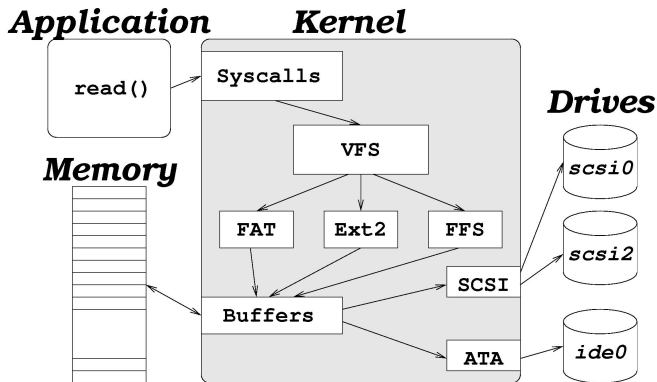 Application
Kernel
read()
Syscalls
Drives
VFS
scsi0
Memory
FAT
Ext2
FFS
scsi2
SCSI
Buffers
ATA
ide0